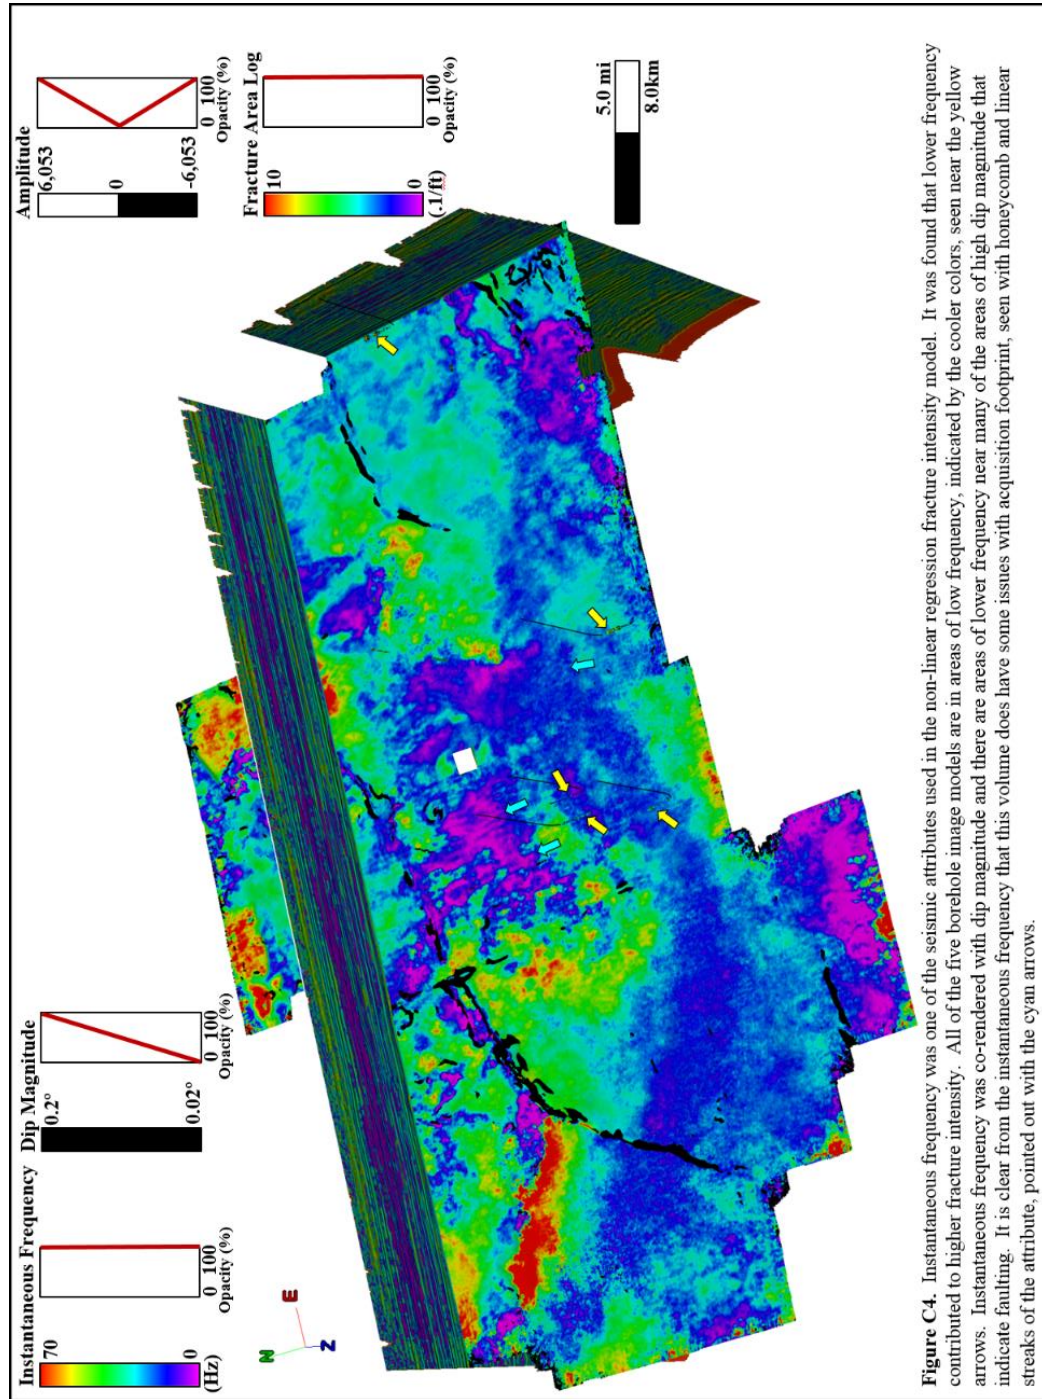 Instantaneous Frequency
70
0
(Hz)
0 100
Opacity (%)
Dip Magnitude
0.2°
0.02°
0 100
Opacity (%)
Amplitude
6,053
0
-6,053
0 100
Opacity (%)
Fracture Area Log
10
0
(.1/ft)
0 100
Opacity (%)
N
E
Z
5.0 mi
8.0km
Figure C4. Instantaneous frequency was one of the seismic attributes used in the non-linear regression fracture intensity model. It was found that lower frequency
contributed to higher fracture intensity. All of the five borehole image models are in areas of low frequency, indicated by the cooler colors, seen near the yellow
arrows. Instantaneous frequency was co-rendered with dip magnitude and there are areas of lower frequency near many of the areas of high dip magnitude that
indicate faulting. It is clear from the instantaneous frequency that this volume does have some issues with acquisition footprint, seen with honeycomb and linear
streaks of the attribute, pointed out with the cyan arrows.